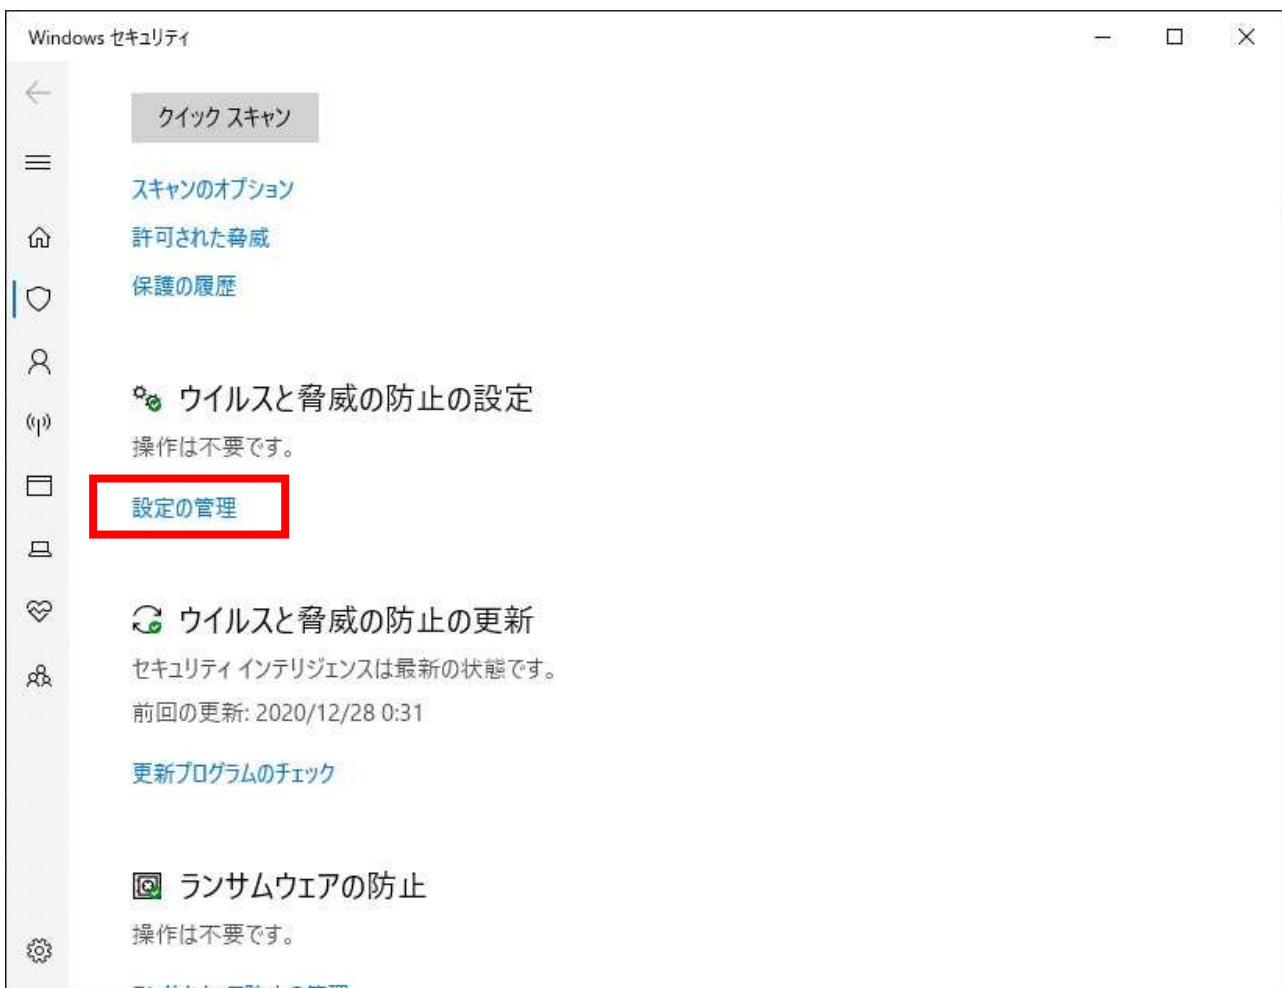 Windows セキュリティ
クイック スキャン
スキャンのオプション
許可された脅威
保護の履歴
ウイルスと脅威の防止の設定
操作は不要です。
設定の管理
ウイルスと脅威の防止の更新
セキュリティ インテリジェンスは最新の状態です。
前回の更新: 2020/12/28 0:31
更新プログラムのチェック
ランサムウェアの防止
操作は不要です。